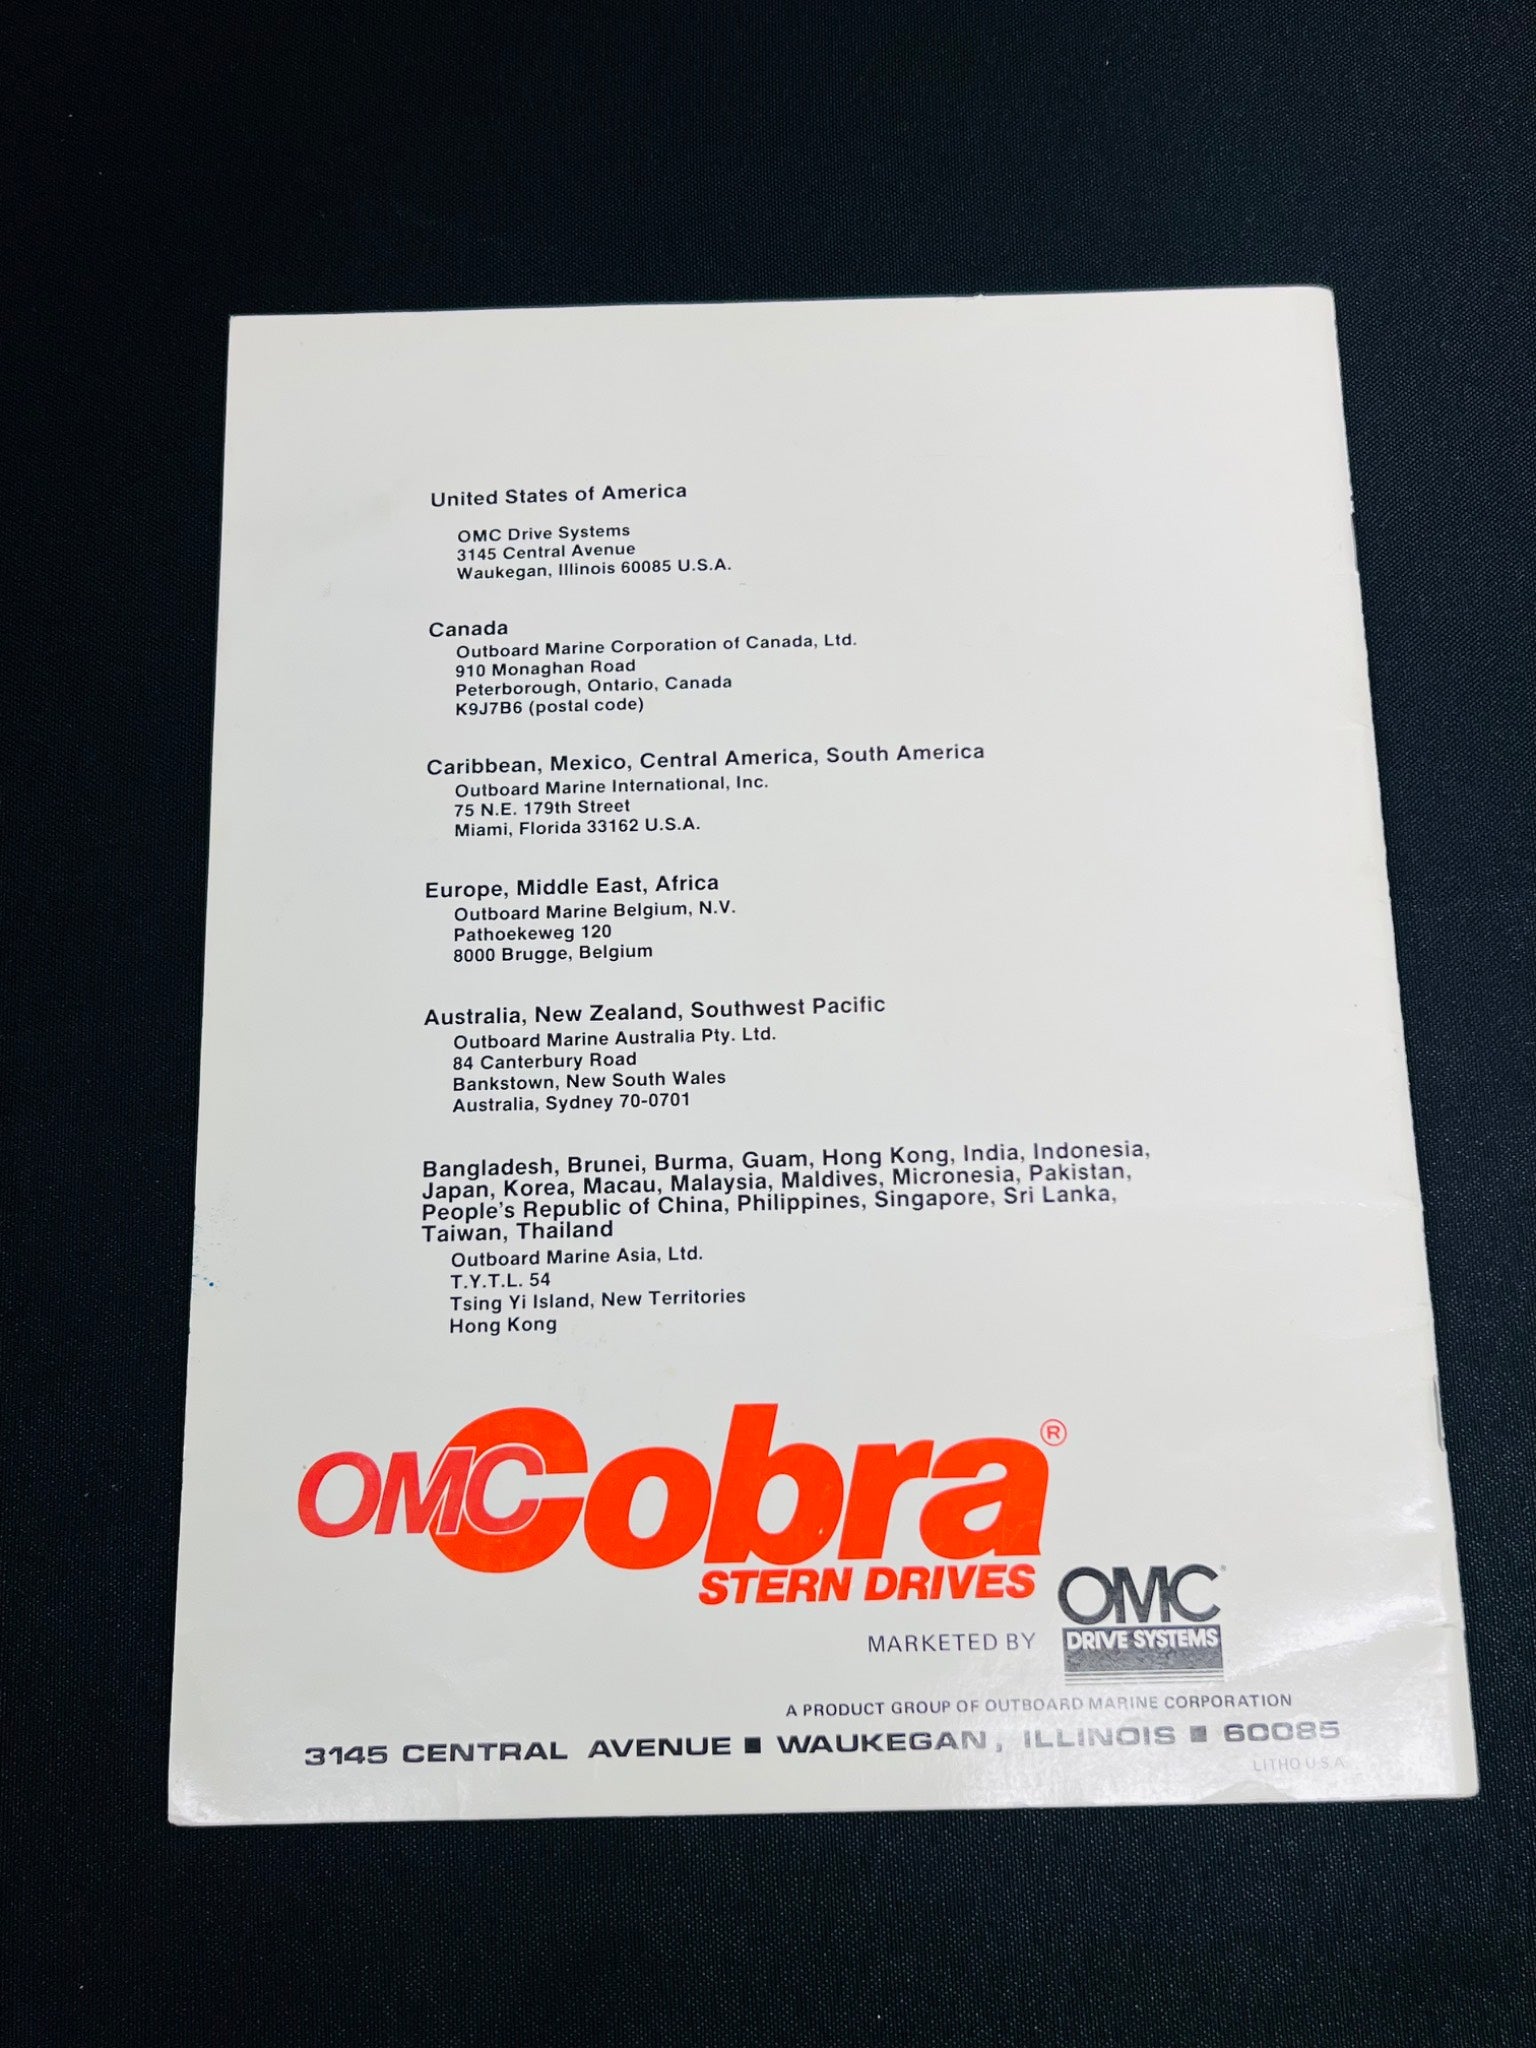 United States of America
OMC Drive Systems
3145 Central Avenue
Waukegan, Illinois 60085 U.S.A.
Canada
Outboard Marine Corporation of Canada, Ltd.
910 Monaghan Road
Peterborough, Ontario, Canada
K9J7B6 (postal code)
Caribbean, Mexico, Central America, South America
Outboard Marine International, Inc.
75 N.E. 179th Street
Miami, Florida 33162 U.S.A.
Europe, Middle East, Africa
Outboard Marine Belgium, N.V.
Pathoekeweg 120
8000 Brugge, Belgium
Australia, New Zealand, Southwest Pacific
Outboard Marine Australia Pty. Ltd.
84 Canterbury Road
Bankstown, New South Wales
Australia, Sydney 70-0701
Bangladesh, Brunei, Burma, Guam, Hong Kong, India, Indonesia,
Japan, Korea, Macau, Malaysia, Maldives, Micronesia, Pakistan,
People's Republic of China, Philippines, Singapore, Sri Lanka,
Taiwan, Thailand
Outboard Marine Asia, Ltd.
T.Y.T.L. 54
Tsing Yi Island, New Territories
Hong Kong
OMC Cobra®
STERN DRIVES
OMC
MARKETED BY DRIVE SYSTEMS
A PRODUCT GROUP OF OUTBOARD MARINE CORPORATION
3145 CENTRAL AVENUE ■ WAUKEGAN, ILLINOIS ■ 60085
LITHO U.S.A.